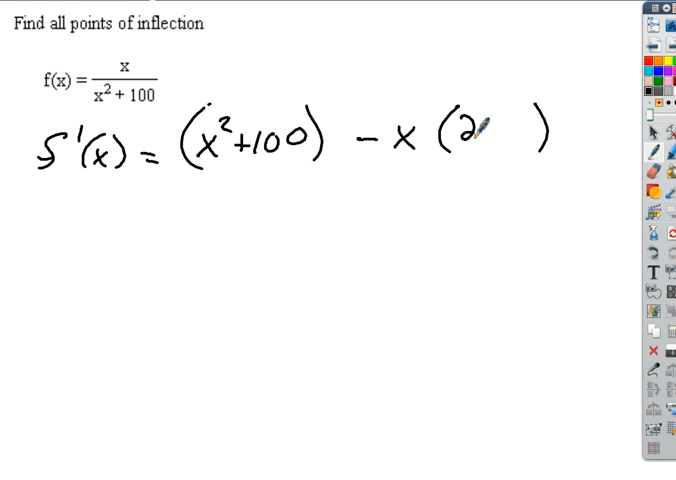 Find all points of inflection
f(x) = x / (x² + 100)
f'(x) = (x² + 100) - x (2 )
T